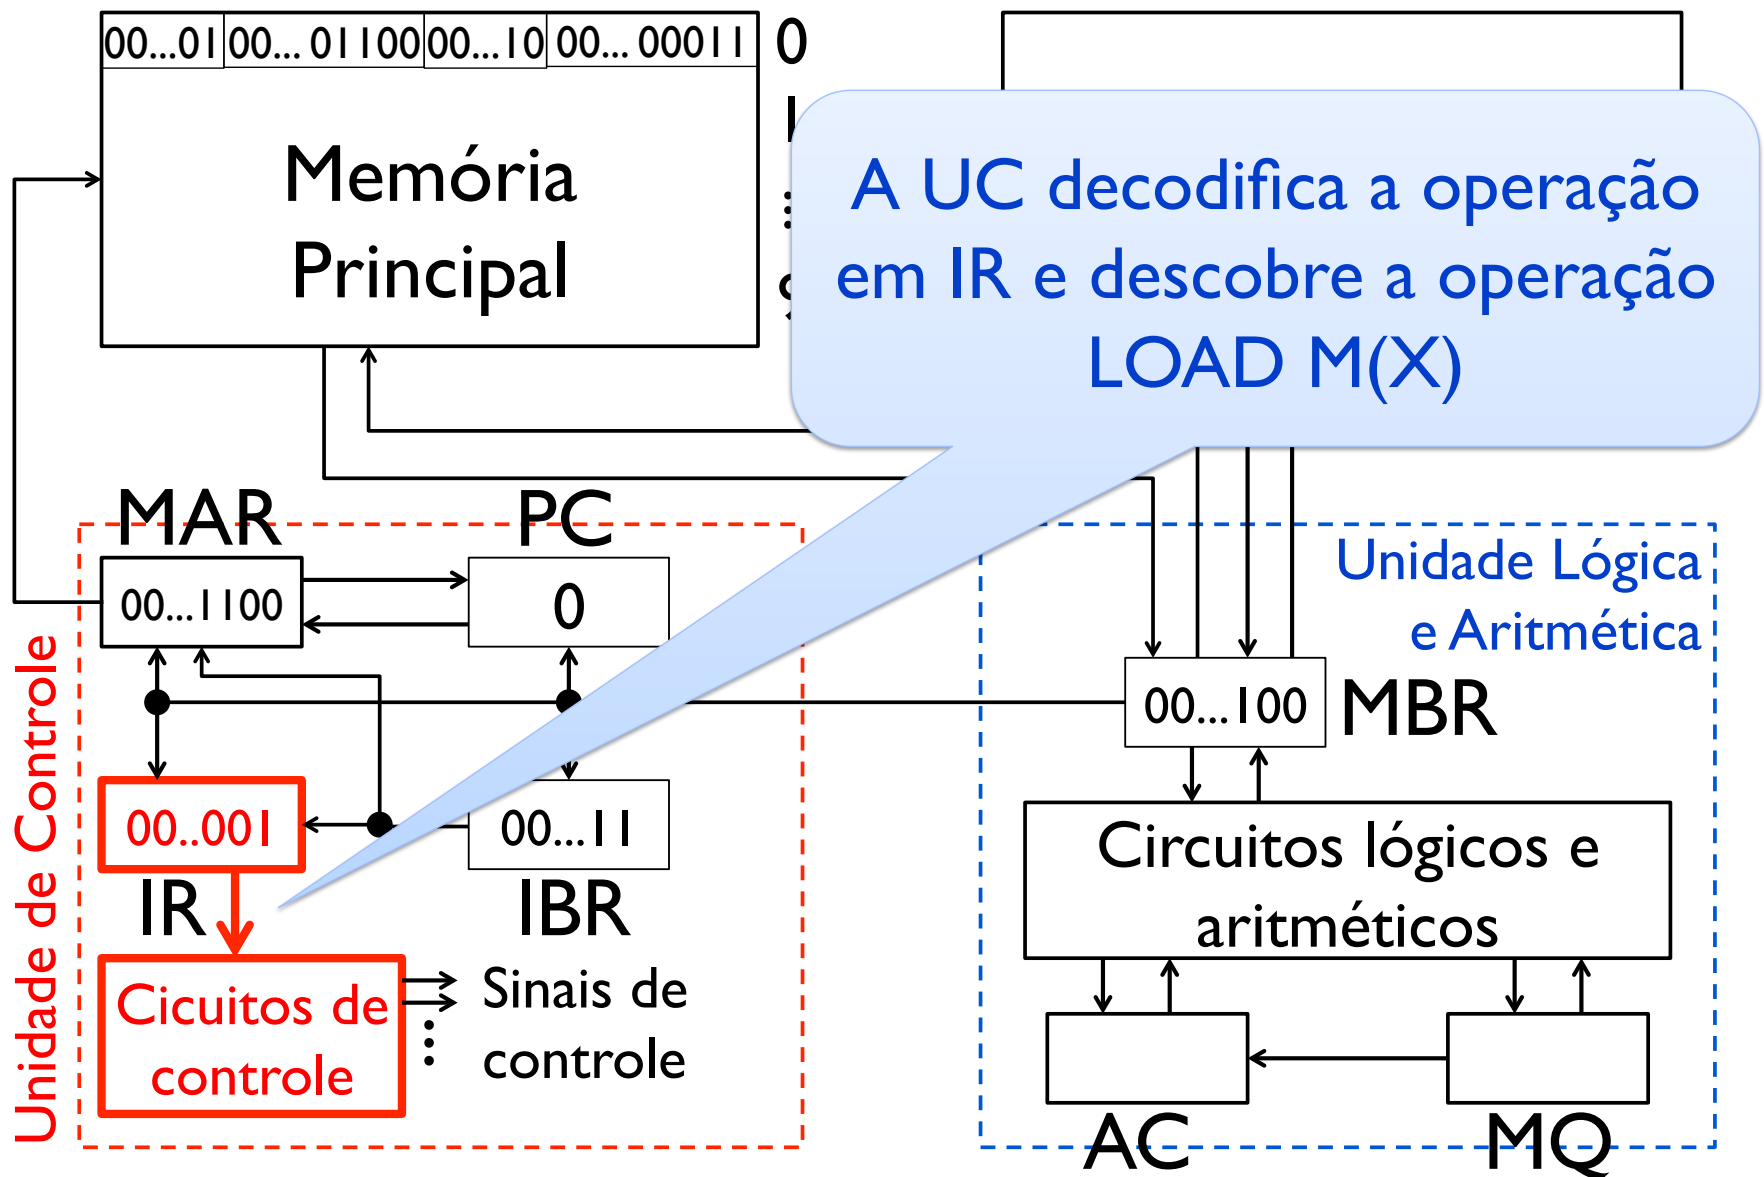 00...01 00... 01100 00...10 00... 00011 0
1
Memória
Principal
A UC decodifica a operação
em IR e descobre a operação
LOAD M(X)
MAR
PC
Unidade Lógica
e Aritmética
00...1100
0
00...100
MBR
Unidade de Controle
00..001
00...11
IR
IBR
Circuitos lógicos e
aritméticos
Cicuitos de
controle
Sinais de
controle
AC
MQ